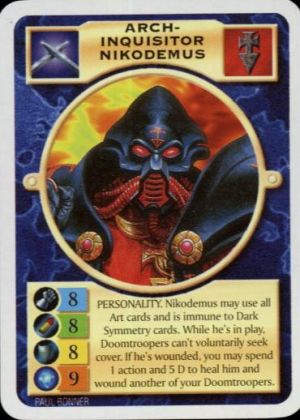 ARCH-
INQUISITOR
NIKODEMUS
8
8
8
9
PERSONALITY. Nikodemus may use all
Art cards and is immune to Dark
Symmetry cards. While he's in play,
Doomtroopers can't voluntarily seek
cover. If he's wounded, you may spend
1 action and 5 D to heal him and
wound another of your Doomtroopers.
PAUL BONNER